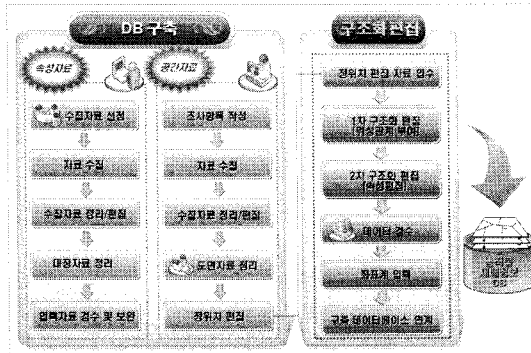 DB 구축
구조화 편집
속성자료
공간자료
수집자료 선정
자료 수집
수집자료 정리/편집
대장자료 정리
입력자료 검수 및 보완
조사항목 작성
자료 수집
수집자료 정리/편집
도면자료 정리
정위치 편집
정위치 편집 자료 입수
1차 구조화 편집
(위상관계 부여)
2차 구조화 편집
데이터 검수
좌표계 입력
구축 데이터베이스 연계
DB